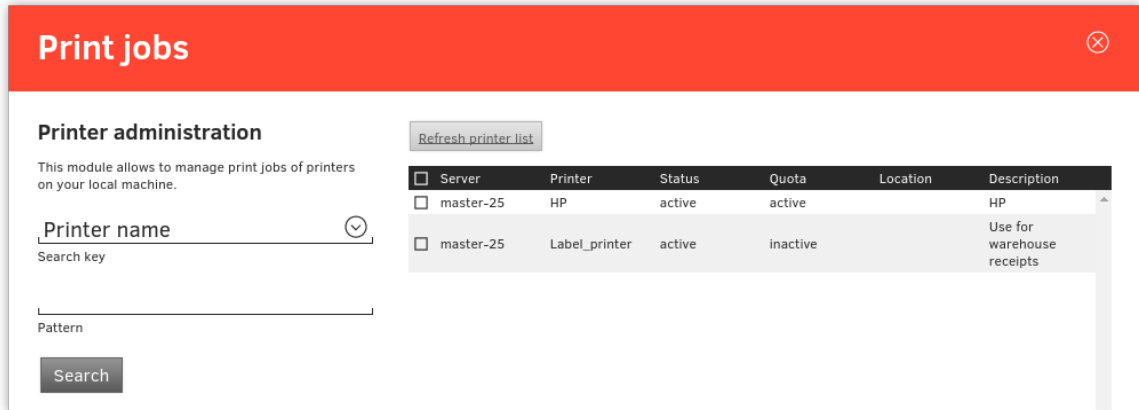 Print jobs
Printer administration
This module allows to manage print jobs of printers
on your local machine.
Printer name
Search key
Pattern
Search
Refresh printer list
Server Printer Status Quota Location Description
master-25 HP active active HP
master-25 Label_printer active inactive Use for
warehouse
receipts